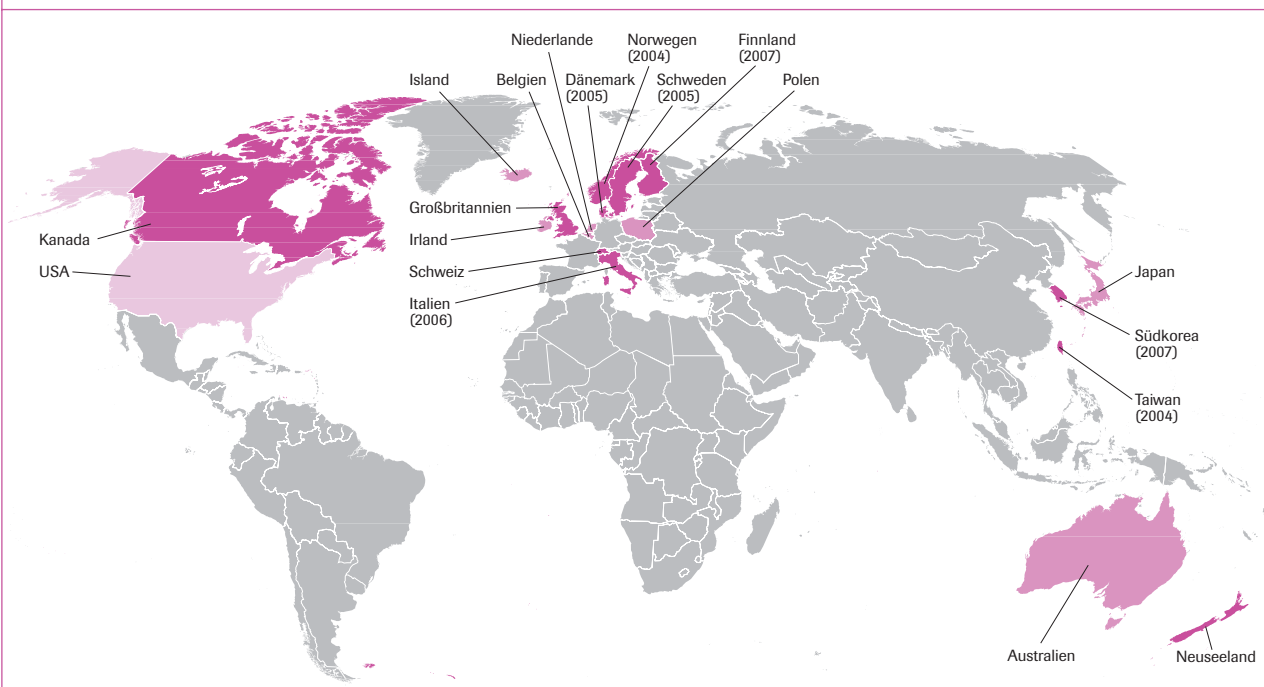 Niederlande
Norwegen
(2004)
Finnland
(2007)
Island
Belgien
Dänemark
(2005)
Schweden
(2005)
Polen
Großbritannien
Kanada
Irland
USA
Schweiz
Japan
Italien
(2006)
Südkorea
(2007)
Taiwan
(2004)
Australien
Neuseeland